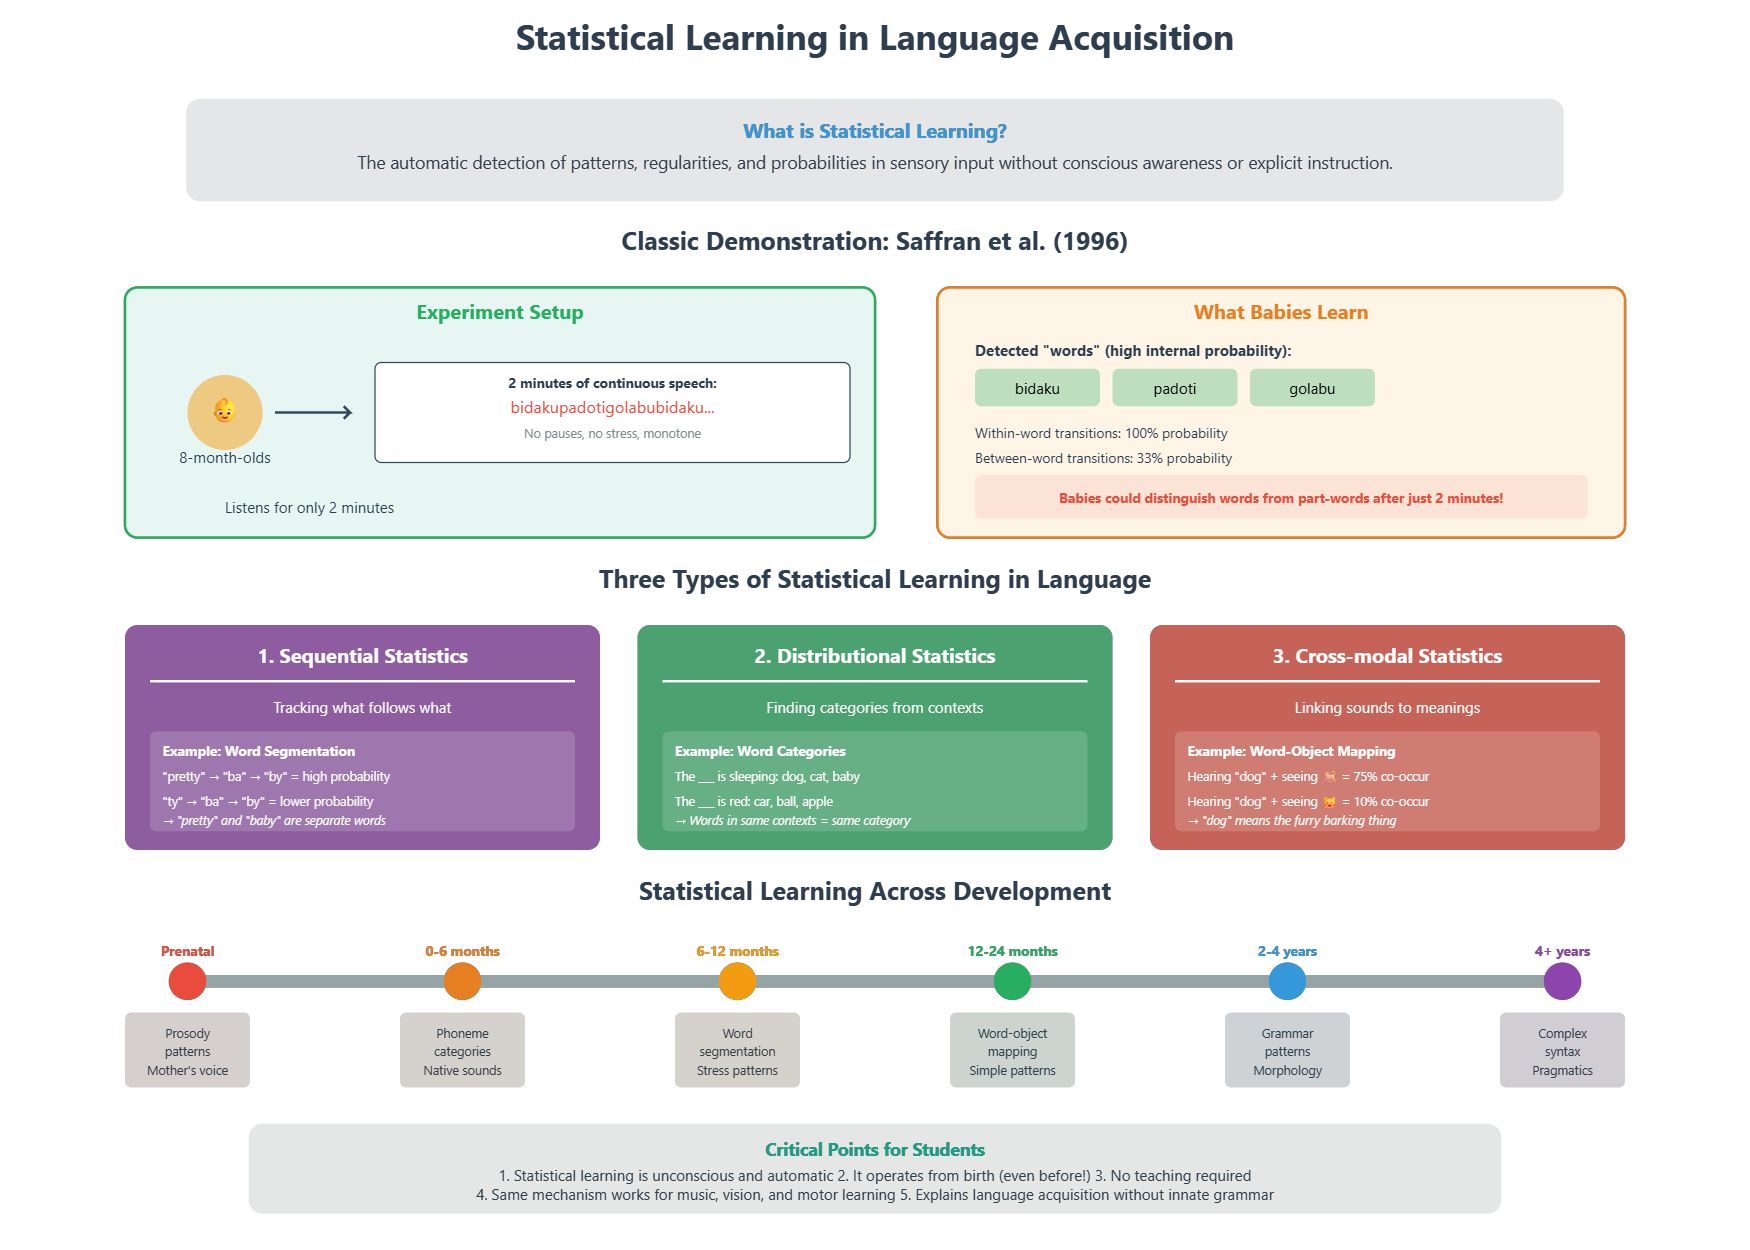 Statistical Learning in Language Acquisition
What is Statistical Learning?
The automatic detection of patterns, regularities, and probabilities in sensory input without conscious awareness or explicit instruction.
Classic Demonstration: Saffran et al. (1996)
Experiment Setup
2 minutes of continuous speech:
bidakupadotigolabubidaku...
No pauses, no stress, monotone
8-month-olds
Listens for only 2 minutes
What Babies Learn
Detected "words" (high internal probability):
bidaku
padoti
golabu
Within-word transitions: 100% probability
Between-word transitions: 33% probability
Babies could distinguish words from part-words after just 2 minutes!
Three Types of Statistical Learning in Language
1. Sequential Statistics
Tracking what follows what
Example: Word Segmentation
"pretty" → "ba" → "by" = high probability
"ty" → "ba" → "by" = lower probability
→ "pretty" and "baby" are separate words
2. Distributional Statistics
Finding categories from contexts
Example: Word Categories
The ___ is sleeping: dog, cat, baby
The ___ is red: car, ball, apple
→ Words in same contexts = same category
3. Cross-modal Statistics
Linking sounds to meanings
Example: Word-Object Mapping
Hearing "dog" + seeing 🐕 = 75% co-occur
Hearing "dog" + seeing 🐱 = 10% co-occur
→ "dog" means the furry barking thing
Statistical Learning Across Development
Prenatal
Prosody
patterns
Mother's voice
0-6 months
Phoneme
categories
Native sounds
6-12 months
Word
segmentation
Stress patterns
12-24 months
Word-object
mapping
Simple patterns
2-4 years
Grammar
patterns
Morphology
4+ years
Complex
syntax
Pragmatics
Critical Points for Students
1. Statistical learning is unconscious and automatic 2. It operates from birth (even before!) 3. No teaching required
4. Same mechanism works for music, vision, and motor learning 5. Explains language acquisition without innate grammar